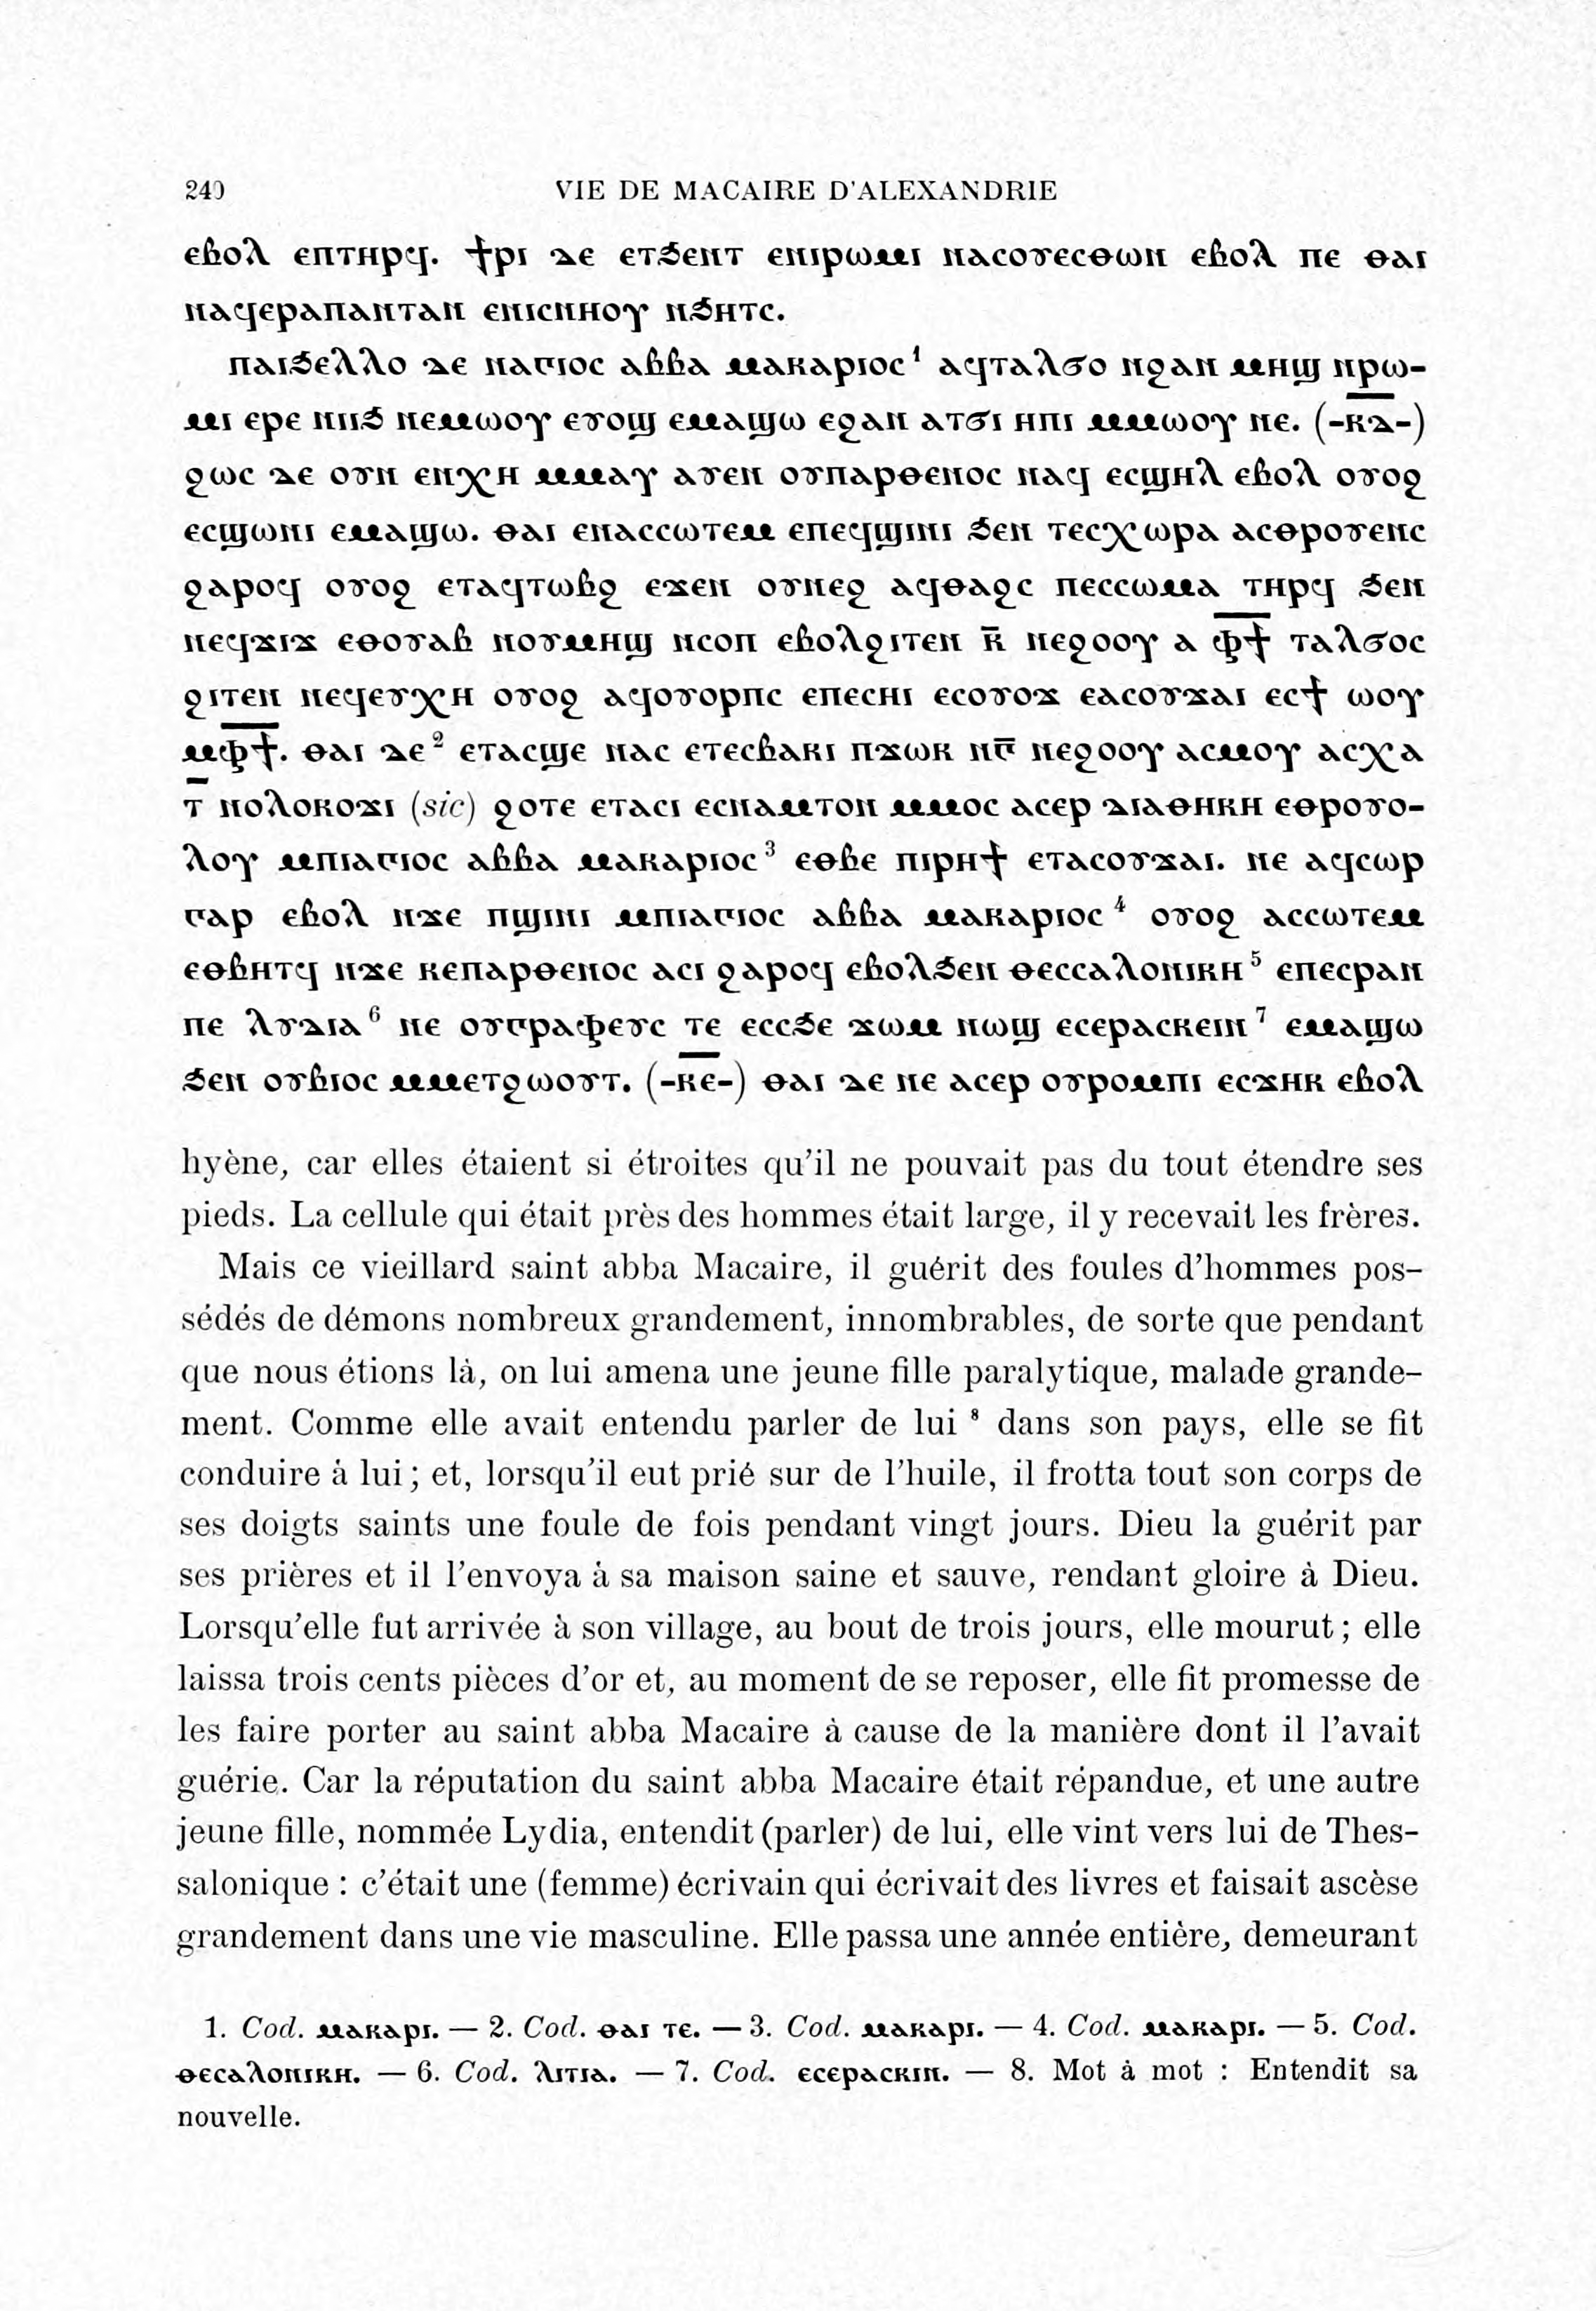 240 VIE DE MACAIRE D'ALEXANDRIE
ⲉⲃⲟⲗ ⲉⲡⲧⲏⲣϥ. ϯⲣⲓ ⲇⲉ ⲉⲧϧⲉⲛⲧ ⲉⲛⲓⲣⲱⲙⲓ ⲛⲁⲥⲟⲩⲉⲥⲑⲱⲛ ⲉⲃⲟⲗ ⲡⲉ ⲑⲁⲓ
ⲛⲁϥⲉⲣⲁⲡⲁⲛⲧⲁⲛ ⲉⲛⲓⲥⲛⲏⲟⲩ ⲛϧⲏⲧⲥ.
ⲡⲁⲓϧⲉⲗⲗⲟ ⲇⲉ ⲛⲁⲅⲓⲟⲥ ⲁⲃⲃⲁ ⲙⲁⲕⲁⲣⲓⲟⲥ¹ ⲁϥⲧⲁⲗϭⲟ ⲛϩⲁⲛ ⲙⲏϣ ⲛⲣⲱ-
ⲙⲓ ⲉⲣⲉ ⲛⲓⲓϧ ⲛⲉⲙⲱⲟⲩ ⲉⲩⲟϣ ⲉⲙⲁϣⲱ ⲉϩⲁⲛ ⲁⲧϭⲓ ⲏⲡⲓ ⲙⲙⲱⲟⲩ ⲛⲉ. (-ⲕ̅ⲇ̅-)
ϩⲱⲥ ⲇⲉ ⲟⲩⲛ ⲉⲛⲭⲏ ⲙⲙⲁⲩ ⲁⲩⲉⲛ ⲟⲩⲡⲁⲣⲑⲉⲛⲟⲥ ⲛⲁϥ ⲉⲥϣⲏⲗ ⲉⲃⲟⲗ ⲟⲩⲟϩ
ⲉⲥϣⲱⲛⲓ ⲉⲙⲁϣⲱ. ⲑⲁⲓ ⲉⲛⲁⲥⲥⲱⲧⲉⲙ ⲉⲡⲉϥϣⲓⲛⲓ ϧⲉⲛ ⲧⲉⲥⲭⲱⲣⲁ ⲁⲥⲑⲣⲟⲩⲉⲛⲥ
ϩⲁⲣⲟϥ ⲟⲩⲟϩ ⲉⲧⲁϥⲧⲱⲃϩ ⲉϫⲉⲛ ⲟⲩⲛⲉϩ ⲁϥⲑⲁϩⲥ ⲡⲉⲥⲥⲱⲙⲁ ⲧⲏⲣϥ ϧⲉⲛ
ⲛⲉϥϫⲓϫ ⲉⲑⲟⲩⲁⲃ ⲛⲟⲩⲙⲏϣ ⲛⲥⲟⲡ ⲉⲃⲟⲗϩⲓⲧⲉⲛ ⲕ̅ ⲛⲉϩⲟⲟⲩ ⲁ ⲫ̅ϯ̅ ⲧⲁⲗϭⲟⲥ
ϩⲓⲧⲉⲛ ⲛⲉϥⲉⲩⲭⲏ ⲟⲩⲟϩ ⲁϥⲟⲩⲟⲣⲡⲥ ⲉⲡⲉⲥⲏⲓ ⲉⲥⲟⲩⲟϫ ⲉⲁⲥⲟⲩϫⲁⲓ ⲉⲥϯ ⲱⲟⲩ
ⲙⲫ̅ϯ̅. ⲑⲁⲓ ⲇⲉ² ⲉⲧⲁⲥϣⲉ ⲛⲁⲥ ⲉⲧⲉⲥⲃⲁⲕⲓ ⲡϫⲱⲕ ⲛⲅ̅ ⲛⲉϩⲟⲟⲩ ⲁⲥⲙⲟⲩ ⲁⲥⲭⲁ
ⲧ̅ ⲛⲟⲗⲟⲕⲟϫⲓ (sic) ϩⲟⲧⲉ ⲉⲧⲁⲥⲓ ⲉⲥⲛⲁⲙⲧⲟⲛ ⲙⲙⲟⲥ ⲁⲥⲉⲣ ⲇⲓⲁⲑⲏⲕⲏ ⲉⲑⲣⲟⲩⲟ-
ⲗⲟⲩ ⲙⲡⲓⲁⲅⲓⲟⲥ ⲁⲃⲃⲁ ⲙⲁⲕⲁⲣⲓⲟⲥ³ ⲉⲑⲃⲉ ⲡⲓⲣⲏϯ ⲉⲧⲁⲥⲟⲩϫⲁⲓ. ⲛⲉ ⲁϥⲥⲱⲣ
ⲅⲁⲣ ⲉⲃⲟⲗ ⲛϫⲉ ⲡϣⲓⲛⲓ ⲙⲡⲓⲁⲅⲓⲟⲥ ⲁⲃⲃⲁ ⲙⲁⲕⲁⲣⲓⲟⲥ⁴ ⲟⲩⲟϩ ⲁⲥⲥⲱⲧⲉⲙ
ⲉⲑⲃⲏⲧϥ ⲛϫⲉ ⲕⲉⲡⲁⲣⲑⲉⲛⲟⲥ ⲁⲥⲓ ϩⲁⲣⲟϥ ⲉⲃⲟⲗϧⲉⲛ ⲑⲉⲥⲥⲁⲗⲟⲛⲓⲕⲏ⁵ ⲉⲡⲉⲥⲣⲁⲛ
ⲡⲉ ⲗⲩⲇⲓⲁ⁶ ⲛⲉ ⲟⲩⲅⲣⲁⲫⲉⲩⲥ ⲧⲉ ⲉⲥⲥϧⲉ ϫⲱⲙ ⲛⲱϣ ⲉⲥⲉⲣⲁⲥⲕⲉⲓⲛ⁷ ⲉⲙⲁϣⲱ
ϧⲉⲛ ⲟⲩⲃⲓⲟⲥ ⲙⲙⲉⲧϩⲱⲟⲩⲧ. (-ⲕ̅ⲉ̅-) ⲑⲁⲓ ⲇⲉ ⲛⲉ ⲁⲥⲉⲣ ⲟⲩⲣⲟⲙⲡⲓ ⲉⲥϫⲏⲕ ⲉⲃⲟⲗ
hyène, car elles étaient si étroites qu'il ne pouvait pas du tout étendre ses
pieds. La cellule qui était près des hommes était large, il y recevait les frères.
Mais ce vieillard saint abba Macaire, il guérit des foules d'hommes pos-
sédés de démons nombreux grandement, innombrables, de sorte que pendant
que nous étions là, on lui amena une jeune fille paralytique, malade grande-
ment. Comme elle avait entendu parler de lui ⁸ dans son pays, elle se fit
conduire à lui ; et, lorsqu'il eut prié sur de l'huile, il frotta tout son corps de
ses doigts saints une foule de fois pendant vingt jours. Dieu la guérit par
ses prières et il l'envoya à sa maison saine et sauve, rendant gloire à Dieu.
Lorsqu'elle fut arrivée à son village, au bout de trois jours, elle mourut ; elle
laissa trois cents pièces d'or et, au moment de se reposer, elle fit promesse de
les faire porter au saint abba Macaire à cause de la manière dont il l'avait
guérie. Car la réputation du saint abba Macaire était répandue, et une autre
jeune fille, nommée Lydia, entendit (parler) de lui, elle vint vers lui de Thes-
salonique : c'était une (femme) écrivain qui écrivait des livres et faisait ascèse
grandement dans une vie masculine. Elle passa une année entière, demeurant
1. Cod. ⲙⲁⲕⲁⲣⲓ. — 2. Cod. ⲑⲁⲓ ⲧⲉ. — 3. Cod. ⲙⲁⲕⲁⲣⲓ. — 4. Cod. ⲙⲁⲕⲁⲣⲓ. — 5. Cod.
ⲑⲉⲥⲁⲗⲟⲛⲓⲕⲏ. — 6. Cod. ⲗⲓⲧⲓⲁ. — 7. Cod. ⲉⲥⲉⲣⲁⲥⲕⲓⲛ. — 8. Mot à mot : Entendit sa
nouvelle.